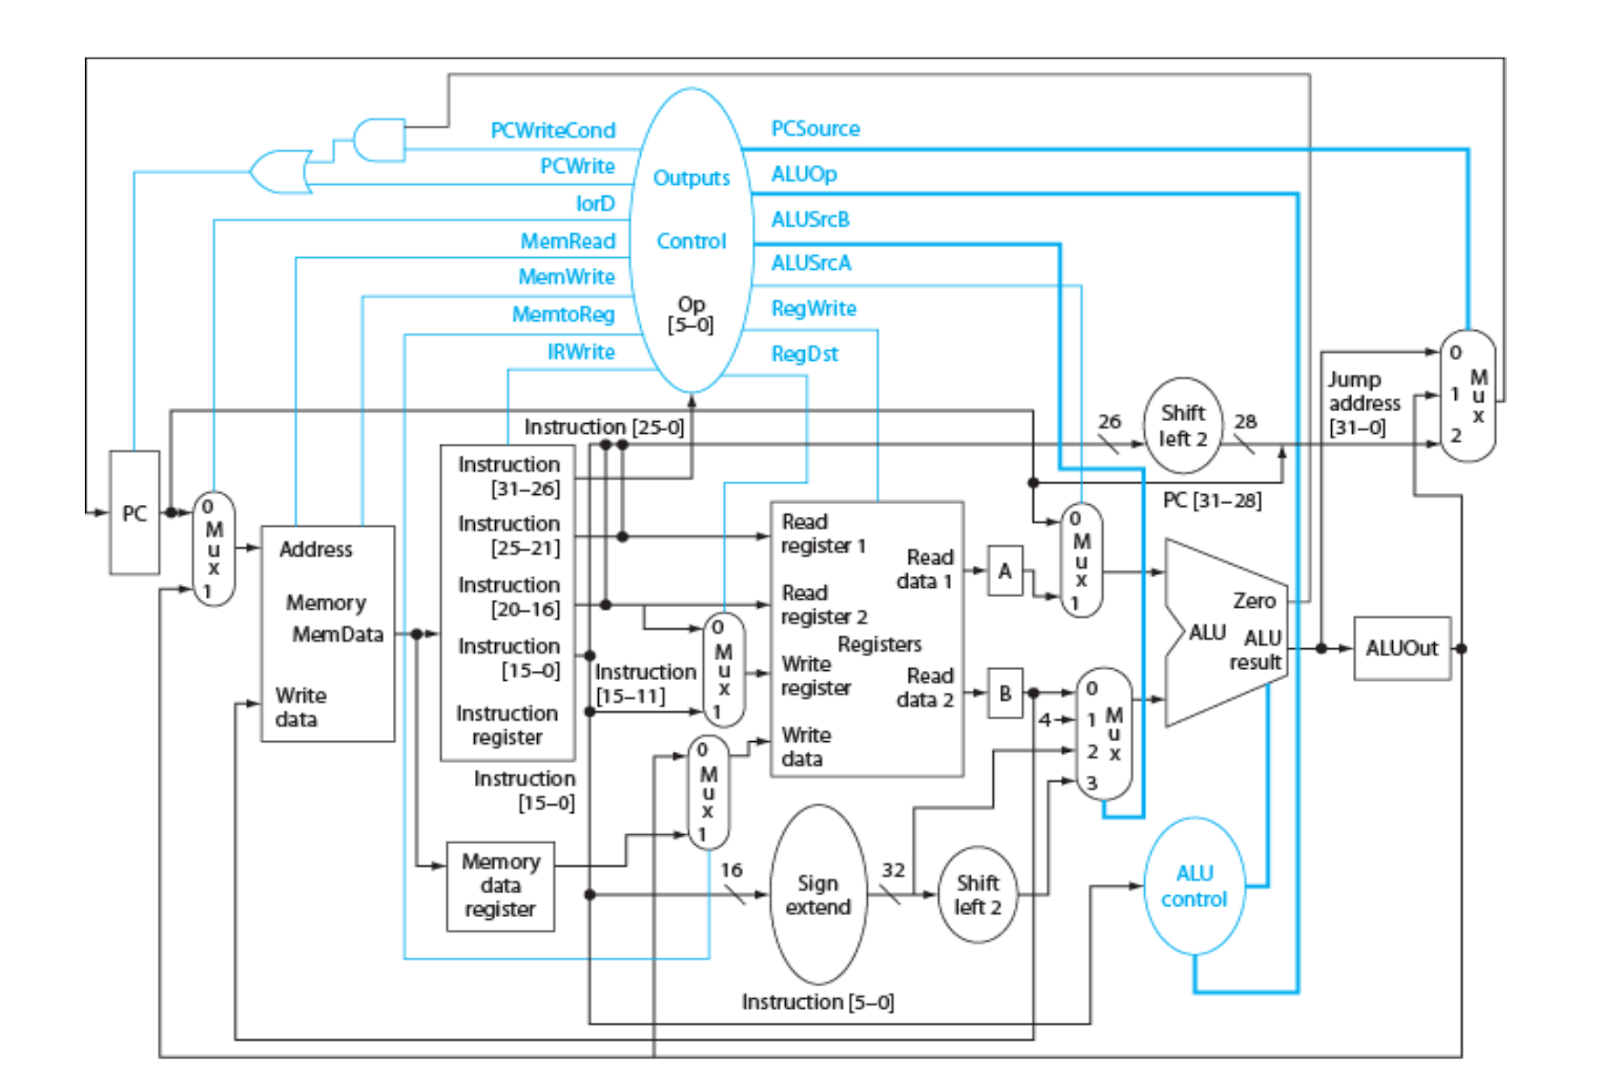 PCWriteCond
PCWrite
IorD
MemRead
MemWrite
MemtoReg
IRWrite
Outputs
Control
Op
[5–0]
PCSource
ALUOp
ALUSrcB
ALUSrcA
RegWrite
RegDst
Instruction [25-0]
26
Shift
left 2
28
Jump
address
[31–0]
0
1
2
M
u
x
PC [31–28]
PC
0
M
u
x
1
Address
Memory
MemData
Write
data
Instruction
[31–26]
Instruction
[25–21]
Instruction
[20–16]
Instruction
[15–0]
Instruction
register
Instruction
[15–0]
Instruction
[15–11]
0
M
u
x
1
0
M
u
x
1
Memory
data
register
Read
register 1
Read
register 2
Registers
Write
register
Write
data
Read
data 1
Read
data 2
A
B
4
0
M
u
x
1
0
1
2
3
M
u
x
Zero
ALU
ALU
result
ALUOut
16
Sign
extend
32
Shift
left 2
ALU
control
Instruction [5–0]